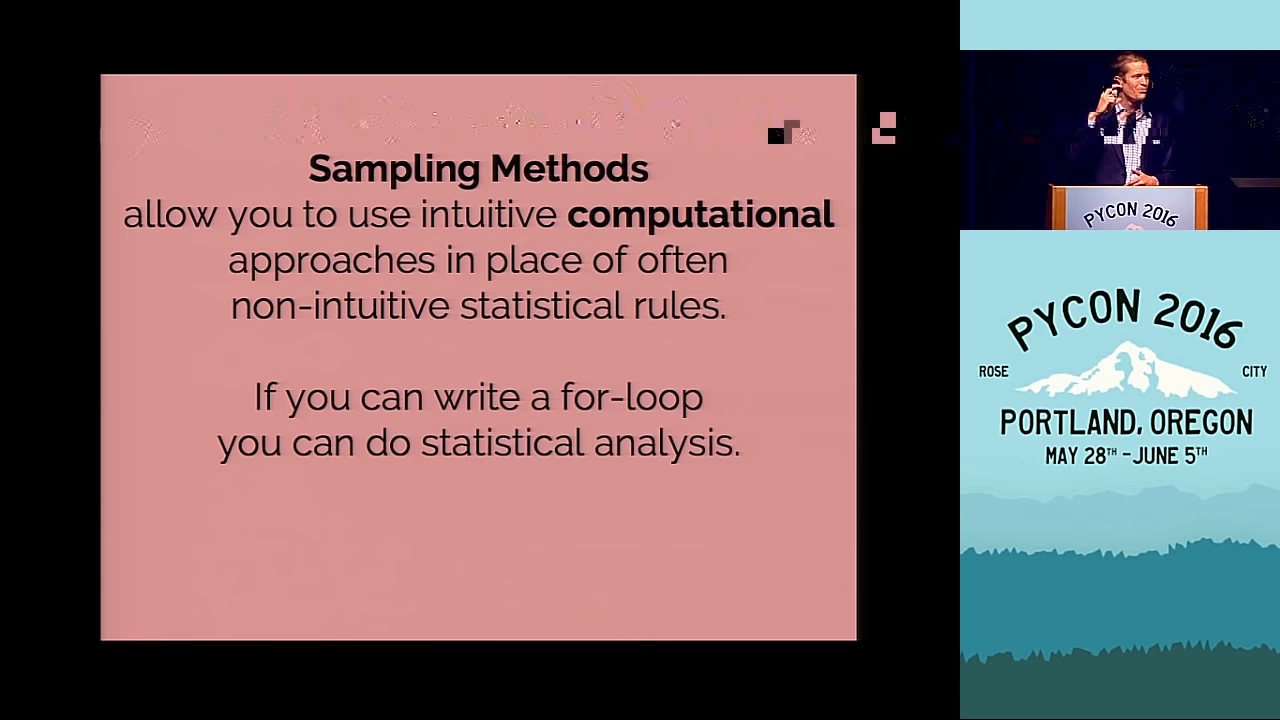 Sampling Methods
allow you to use intuitive computational
approaches in place of often
non-intuitive statistical rules.
If you can write a for-loop
you can do statistical analysis.
PYCON 2016
PYCON 2016
ROSE CITY
PORTLAND, OREGON
MAY 28TH - JUNE 5TH